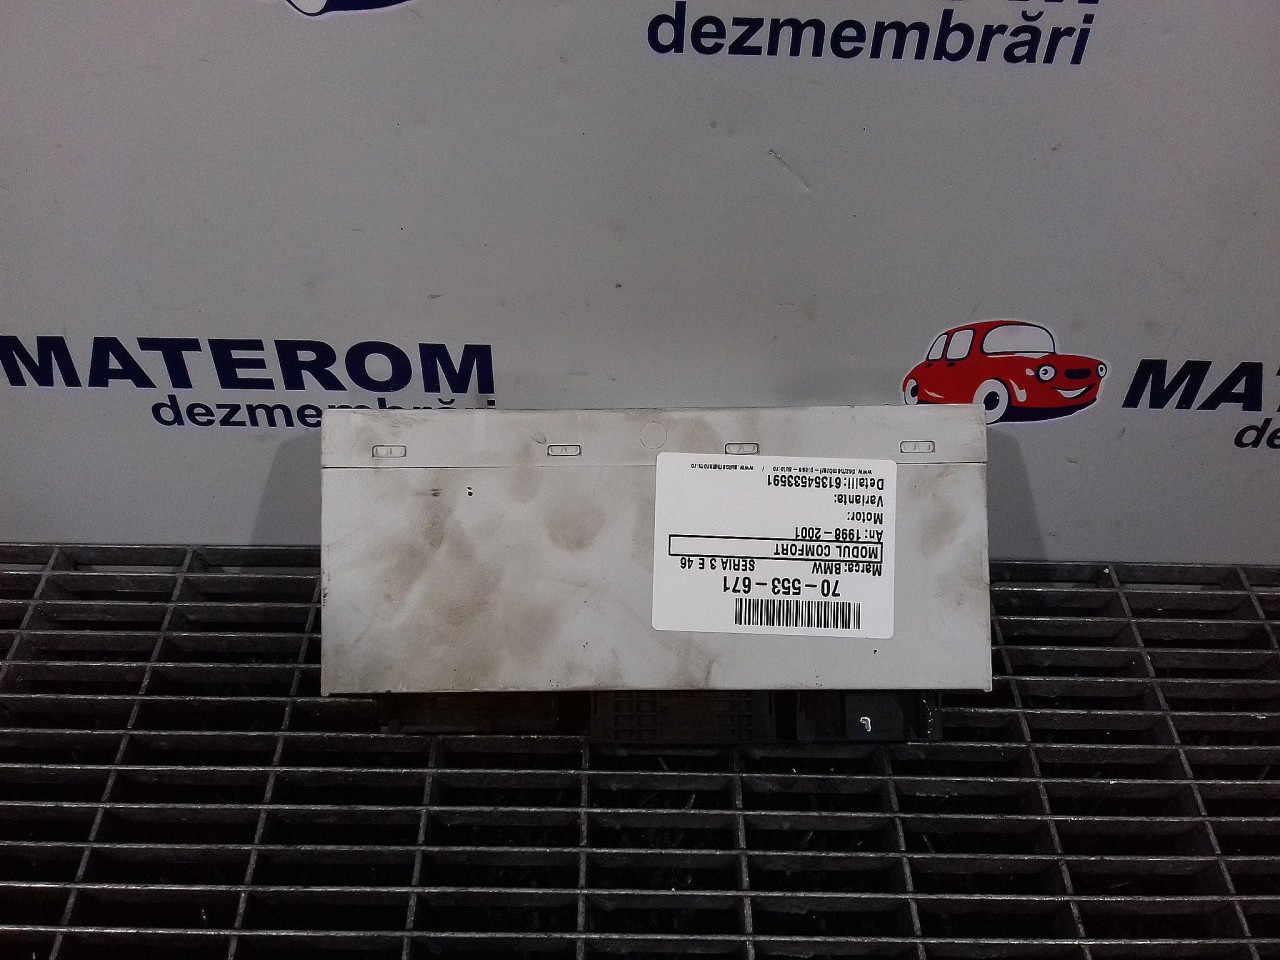 dezmembrări
MATEROM
dezmembrări
MAT
de
70-553-671
Marca: BMW SERIA 3 E 46
MODUL COMFORT
An: 1998-2001
Motor:
Varianta:
Detalii: 61354533591